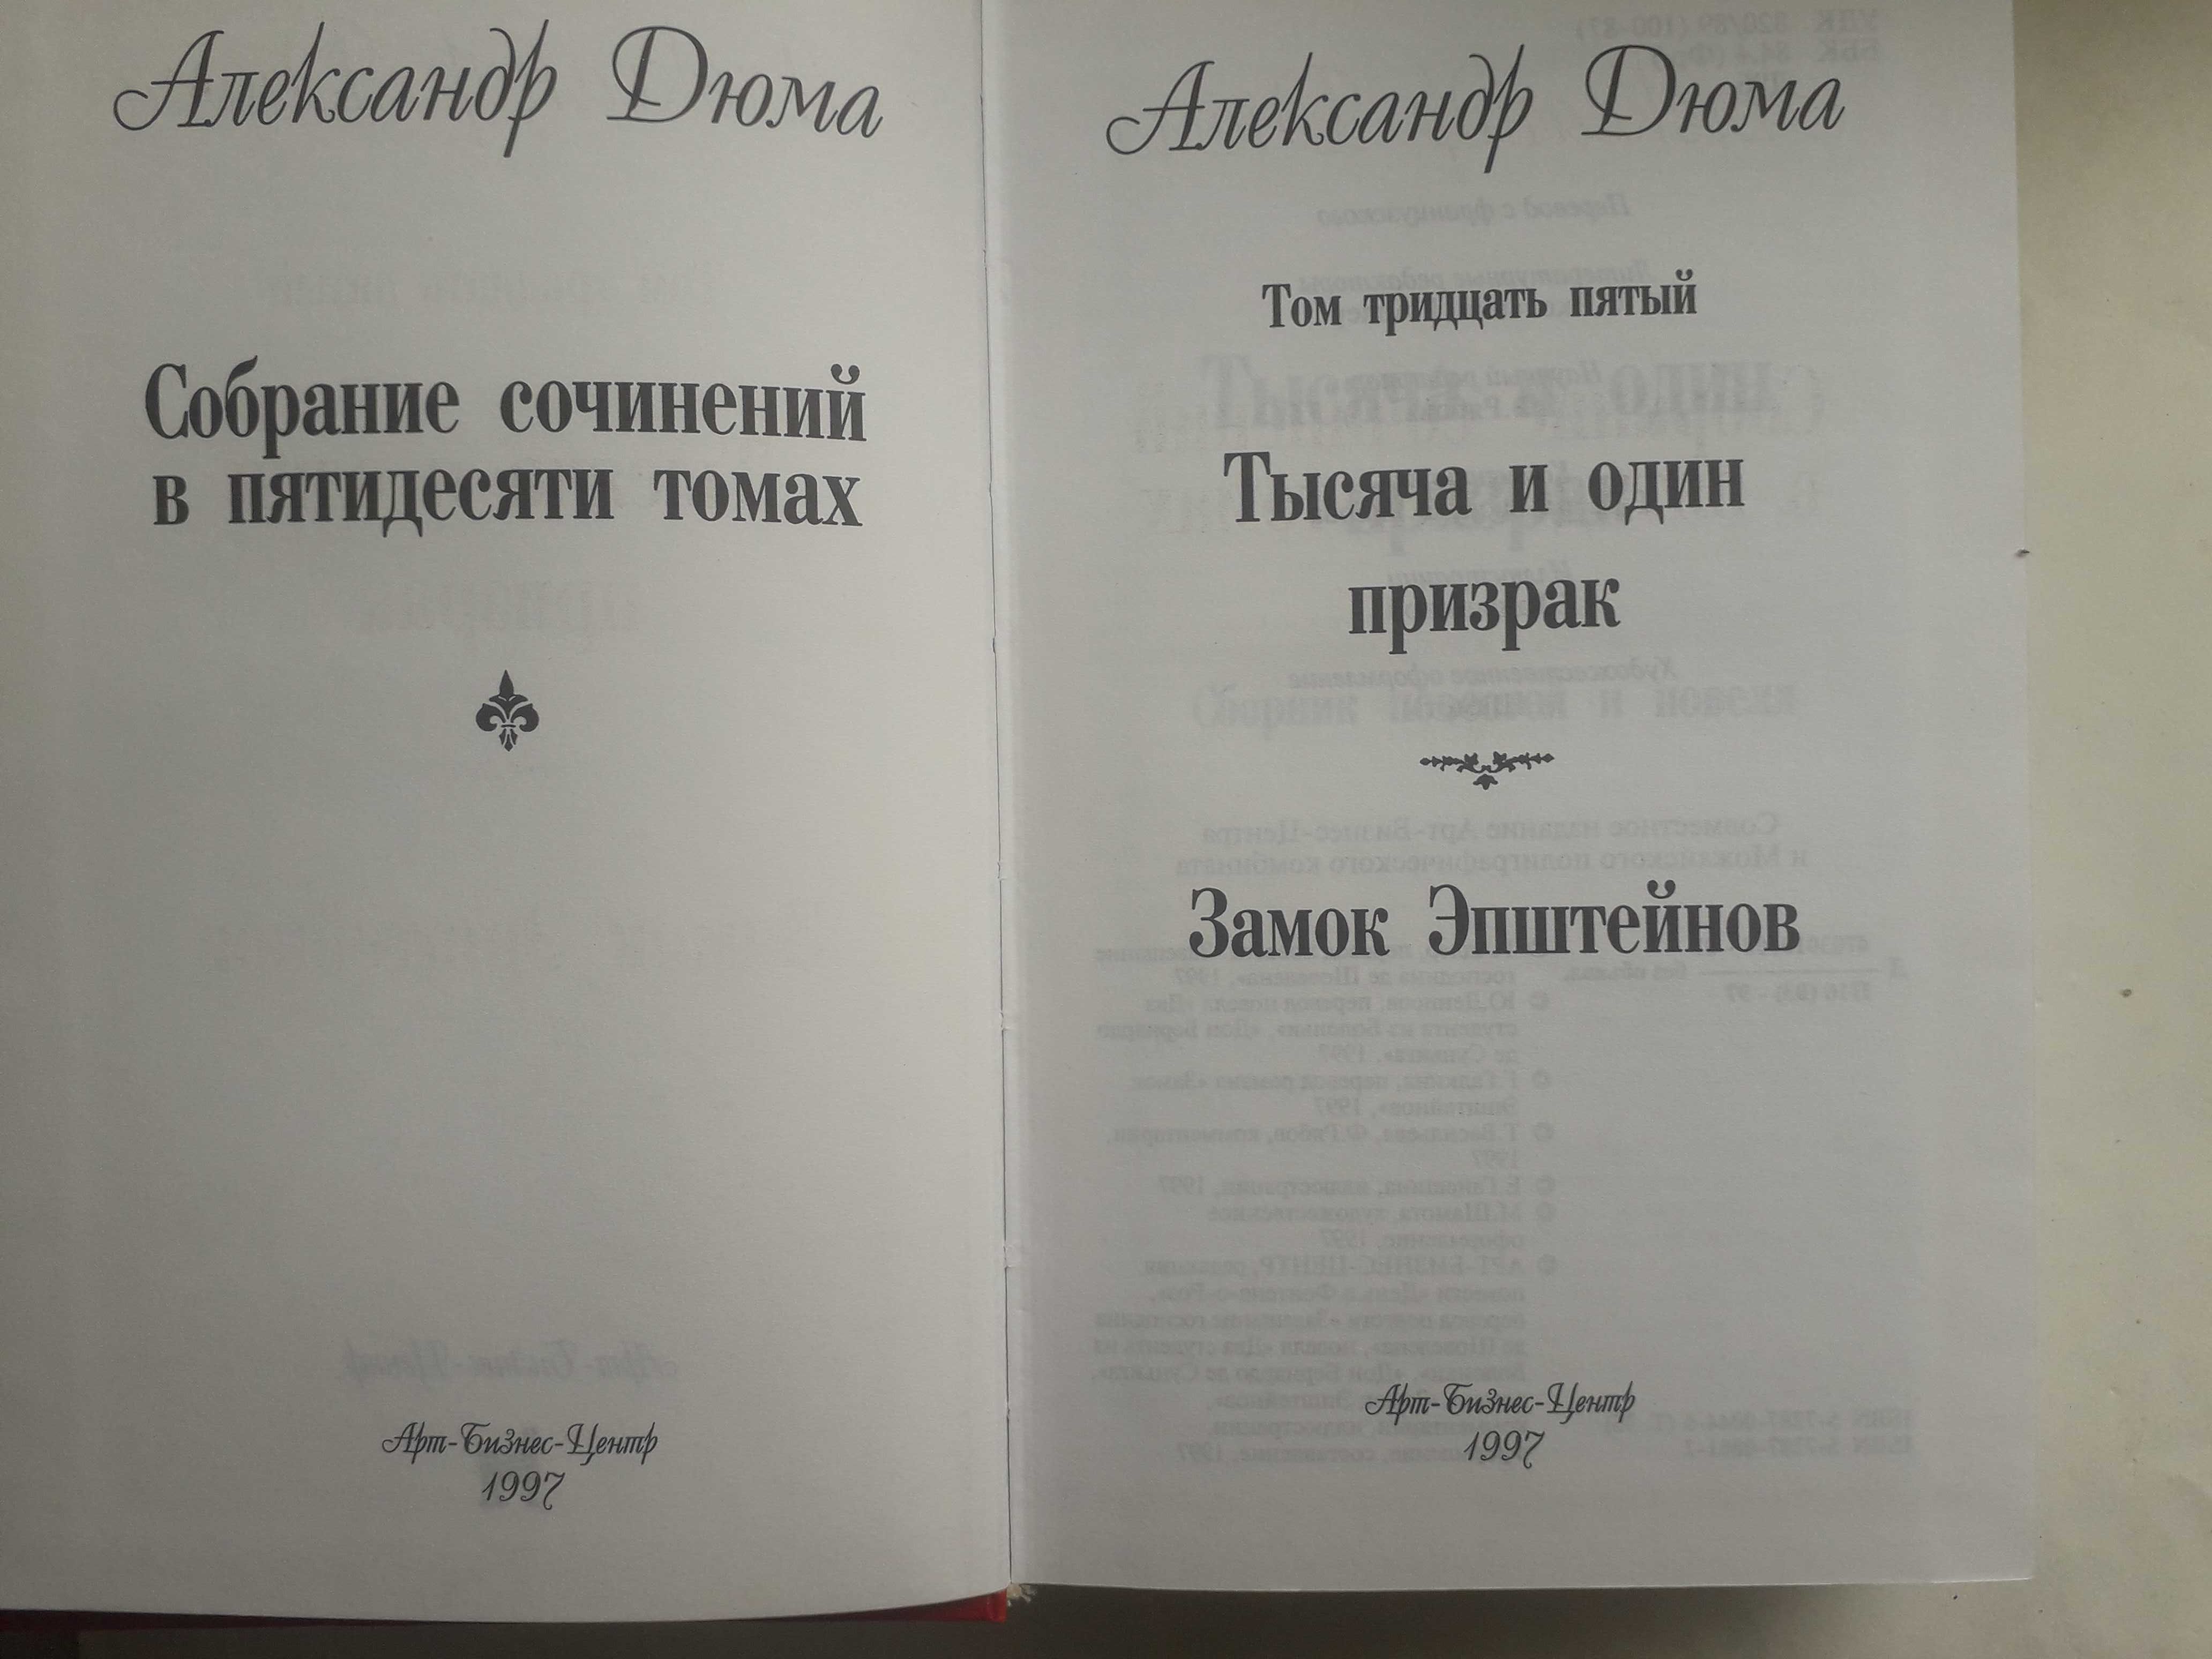 Александр Дюма
Собрание сочинений
в пятидесяти томах
Арт-Бизнес-Центр
1997
Александр Дюма
Том тридцать пятый
Тысяча и один
призрак
Замок Эпштейнов
Арт-Бизнес-Центр
1997